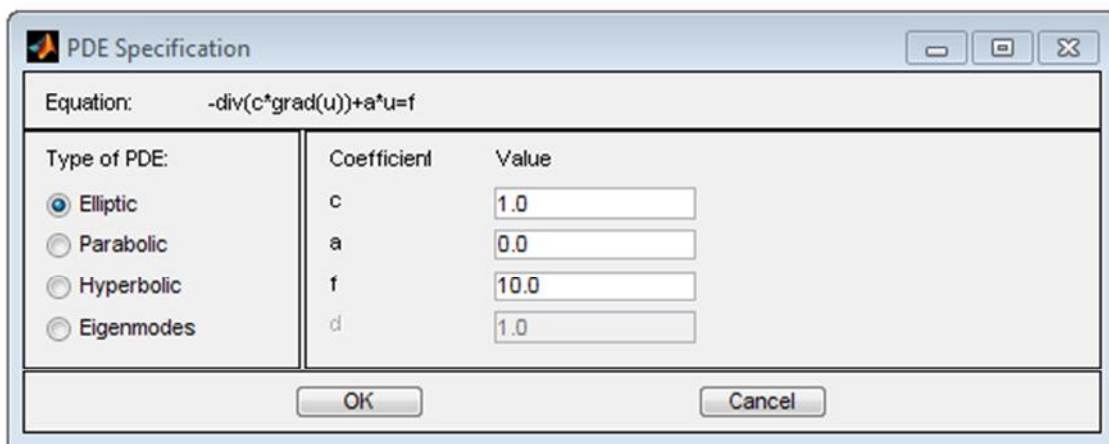 PDE Specification
Equation: -div(c*grad(u))+a*u=f
Type of PDE: Coefficient Value
Elliptic c 1.0
Parabolic a 0.0
Hyperbolic f 10.0
Eigenmodes d 1.0
OK Cancel